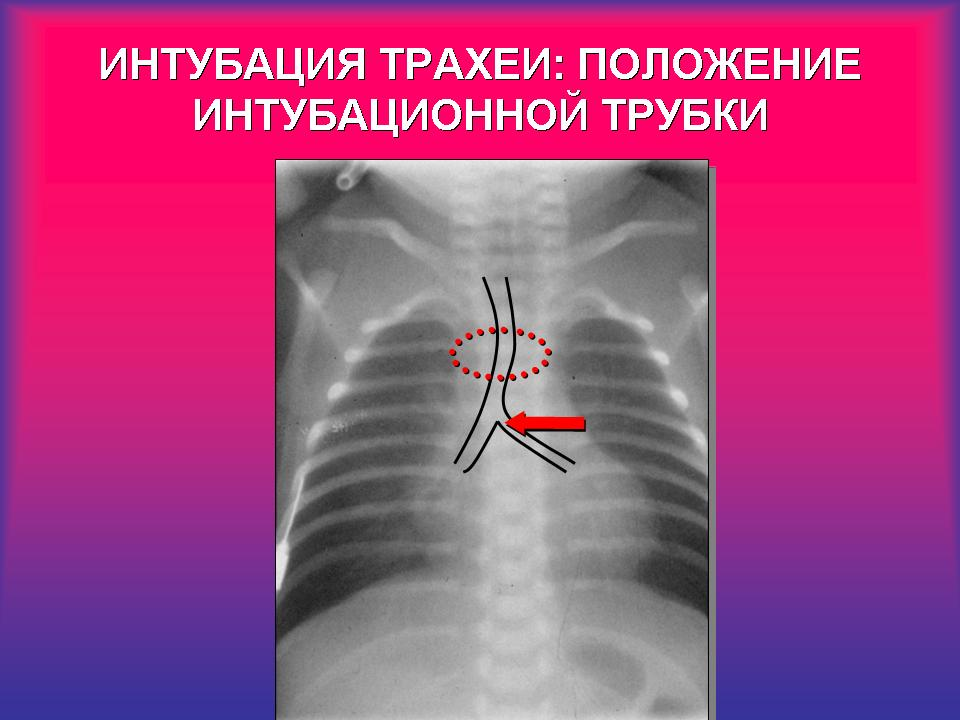 ИНТУБАЦИЯ ТРАХЕИ: ПОЛОЖЕНИЕ
ИНТУБАЦИОННОЙ ТРУБКИ